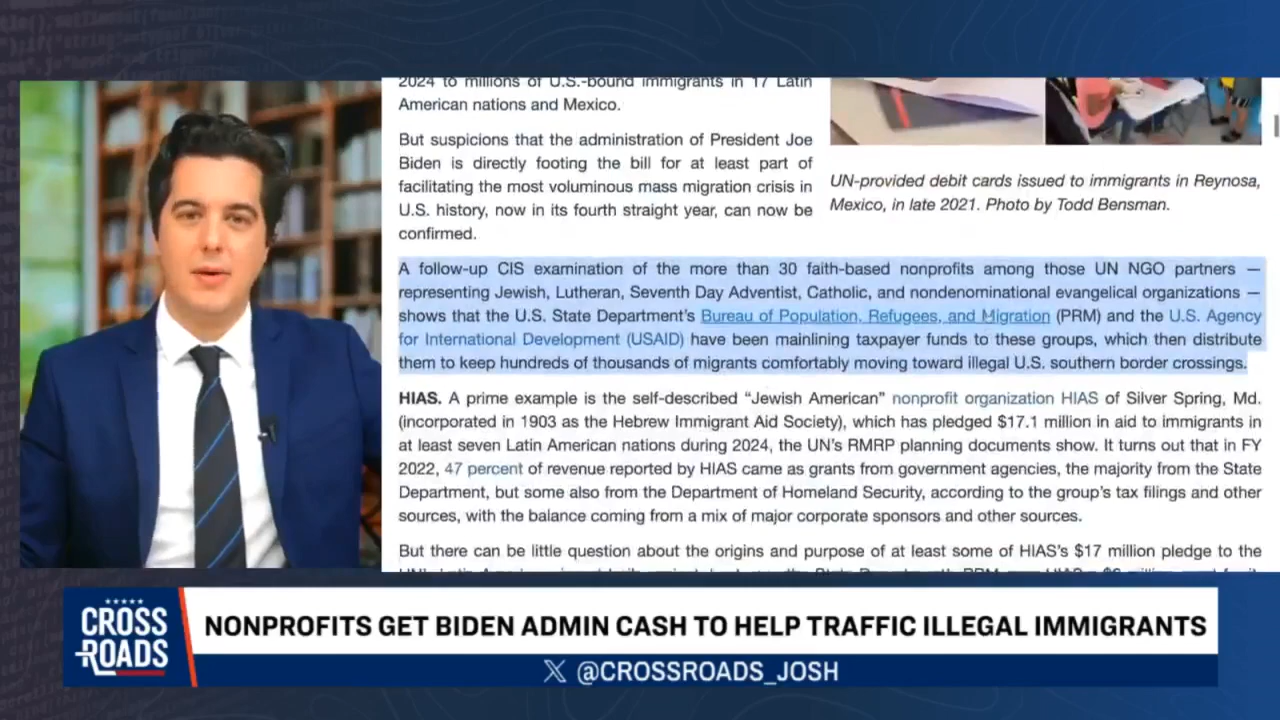 2024 to millions of U.S.-bound immigrants in 17 Latin
American nations and Mexico.
But suspicions that the administration of President Joe
Biden is directly footing the bill for at least part of
facilitating the most voluminous mass migration crisis in
U.S. history, now in its fourth straight year, can now be
confirmed.
UN-provided debit cards issued to immigrants in Reynosa,
Mexico, in late 2021. Photo by Todd Bensman.
A follow-up CIS examination of the more than 30 faith-based nonprofits among those UN NGO partners —
representing Jewish, Lutheran, Seventh Day Adventist, Catholic, and nondenominational evangelical organizations —
shows that the U.S. State Department's Bureau of Population, Refugees, and Migration (PRM) and the U.S. Agency
for International Development (USAID) have been mainlining taxpayer funds to these groups, which then distribute
them to keep hundreds of thousands of migrants comfortably moving toward illegal U.S. southern border crossings.
HIAS. A prime example is the self-described “Jewish American” nonprofit organization HIAS of Silver Spring, Md.
(incorporated in 1903 as the Hebrew Immigrant Aid Society), which has pledged $17.1 million in aid to immigrants in
at least seven Latin American nations during 2024, the UN's RMRP planning documents show. It turns out that in FY
2022, 47 percent of revenue reported by HIAS came as grants from government agencies, the majority from the State
Department, but some also from the Department of Homeland Security, according to the group's tax filings and other
sources, with the balance coming from a mix of major corporate sponsors and other sources.
But there can be little question about the origins and purpose of at least some of HIAS's $17 million pledge to the
CROSS
ROADS
NONPROFITS GET BIDEN ADMIN CASH TO HELP TRAFFIC ILLEGAL IMMIGRANTS
X @CROSSROADS_JOSH